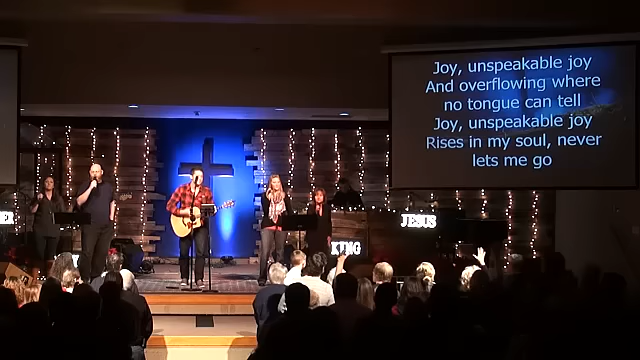 Joy, unspeakable joy
And overflowing where
no tongue can tell
Joy, unspeakable joy
Rises in my soul, never
lets me go
JESUS
KING